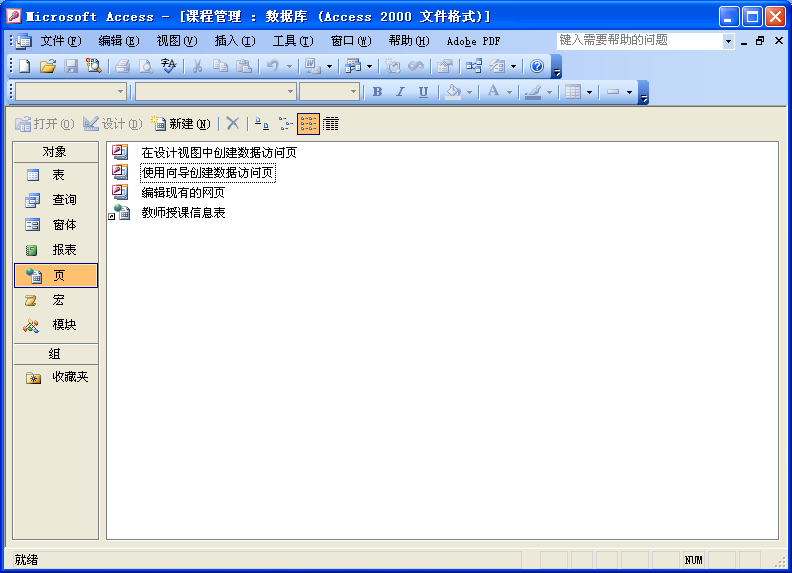 Microsoft Access - [课程管理 : 数据库 (Access 2000 文件格式)]
文件(F) 编辑(E) 视图(V) 插入(I) 工具(T) 窗口(W) 帮助(H) Adobe PDF 键入需要帮助的问题
打开(O) 设计(D) 新建(N)
对象
表
查询
窗体
报表
页
宏
模块
组
收藏夹
在设计视图中创建数据访问页
使用向导创建数据访问页
编辑现有的网页
教师授课信息表
就绪 NUM